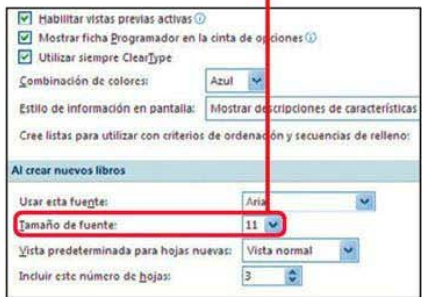 Habilitar vistas previas activas
Mostrar ficha Programador en la cinta de opciones
Utilizar siempre ClearType
Combinación de colores: Azul
Estilo de información en pantalla: Mostrar descripciones de características
Cree listas para utilizar con criterios de ordenación y secuencias de relleno:
Al crear nuevos libros
Usar esta fuente: Arial
Tamaño de fuente: 11
Vista predeterminada para hojas nuevas: Vista normal
Incluir este número de hojas: 3